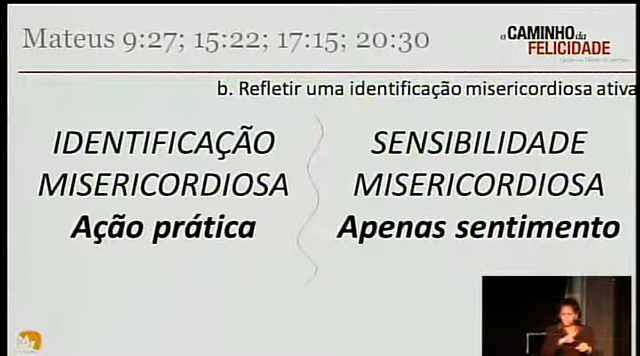 Mateus 9:27; 15:22; 17:15; 20:30
a CAMINHO da
FELICIDADE
b. Refletir uma identificação misericordiosa ativa
IDENTIFICAÇÃO
MISERICORDIOSA
Ação prática
SENSIBILIDADE
MISERICORDIOSA
Apenas sentimento